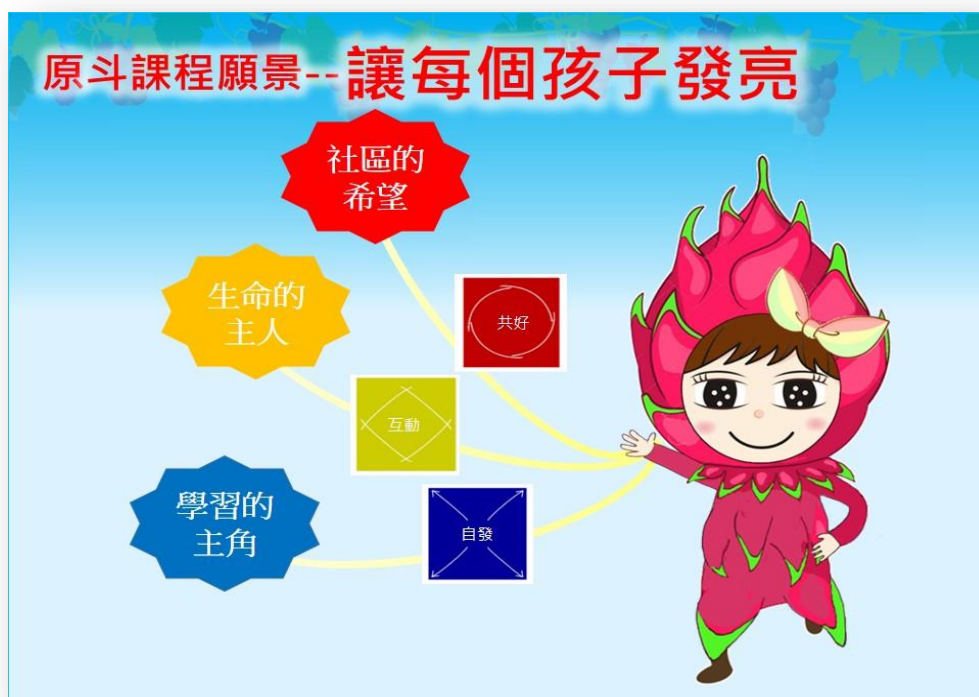 原斗課程願景--讓每個孩子發亮
社區的
希望
共好
生命的
主人
互動
學習的
主角
自發